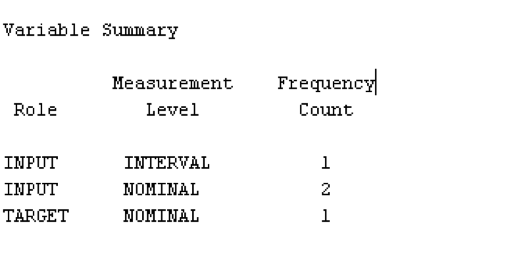 Variable Summary
Measurement Frequency
Role Level Count
INPUT INTERVAL 1
INPUT NOMINAL 2
TARGET NOMINAL 1